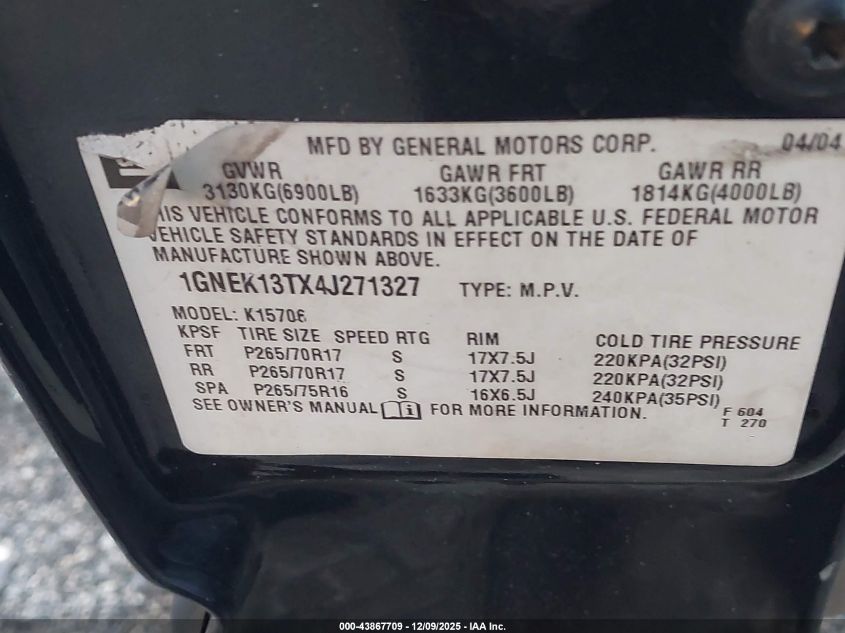 MFD BY GENERAL MOTORS CORP. 04/04
GVWR GAWR FRT GAWR RR
3130KG(6900LB) 1633KG(3600LB) 1814KG(4000LB)
HIS VEHICLE CONFORMS TO ALL APPLICABLE U.S. FEDERAL MOTOR
VEHICLE SAFETY STANDARDS IN EFFECT ON THE DATE OF
MANUFACTURE SHOWN ABOVE.
1GNEK13TX4J271327 TYPE: M.P.V.
MODEL: K15706
KPSF TIRE SIZE SPEED RTG RIM COLD TIRE PRESSURE
FRT P265/70R17 S 17X7.5J 220KPA(32PSI)
RR P265/70R17 S 17X7.5J 220KPA(32PSI)
SPA P265/75R16 S 16X6.5J 240KPA(35PSI)
SEE OWNER'S MANUAL FOR MORE INFORMATION. F 604
T 270
000-43867709 - 12/09/2025 - IAA Inc.